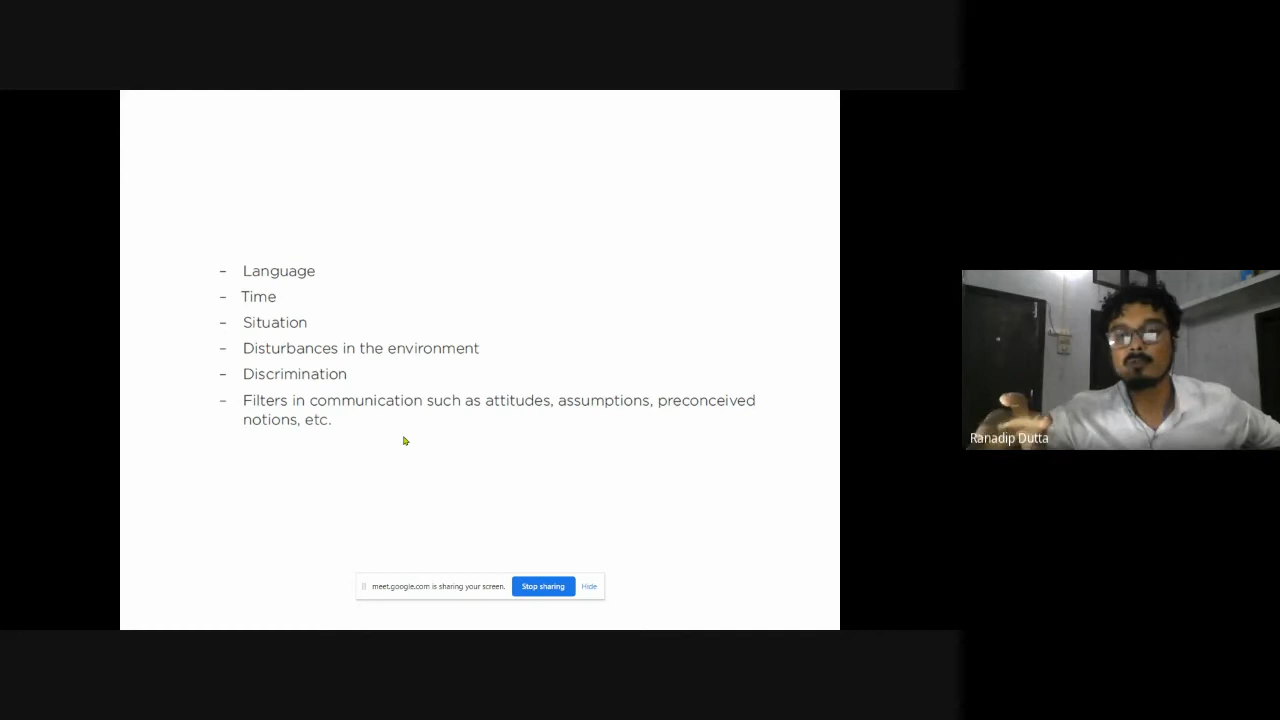 - Language
- Time
- Situation
- Disturbances in the environment
- Discrimination
- Filters in communication such as attitudes, assumptions, preconceived
notions, etc.
meet.google.com is sharing your screen. Stop sharing Hide
Ranadip Dutta